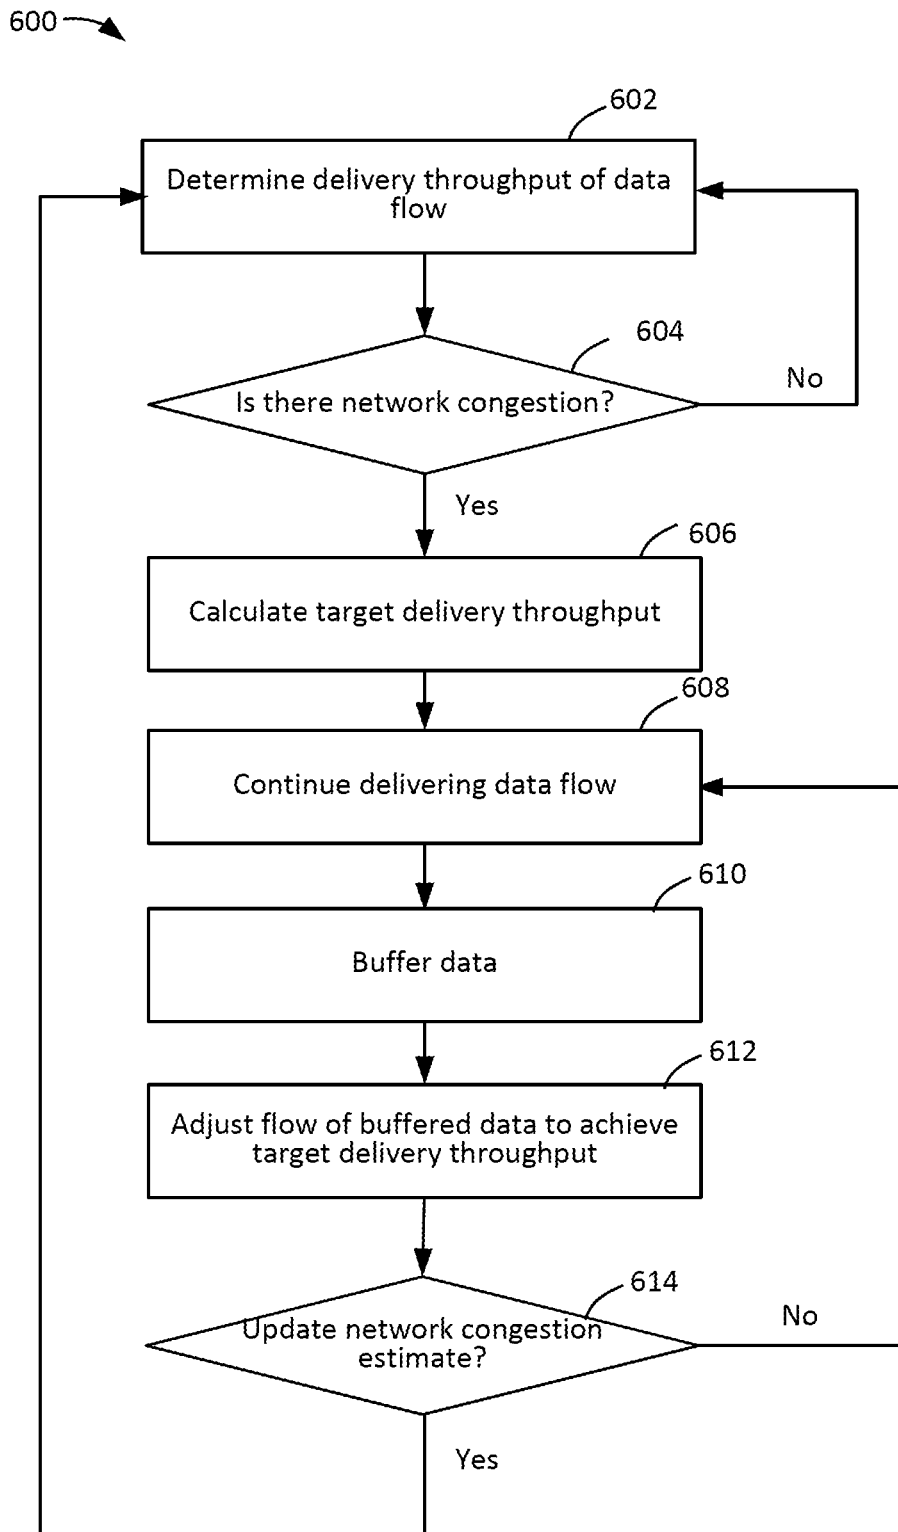 600
602
Determine delivery throughput of data
flow
604
Is there network congestion?
No
Yes
606
Calculate target delivery throughput
608
Continue delivering data flow
610
Buffer data
612
Adjust flow of buffered data to achieve
target delivery throughput
614
Update network congestion
estimate?
No
Yes